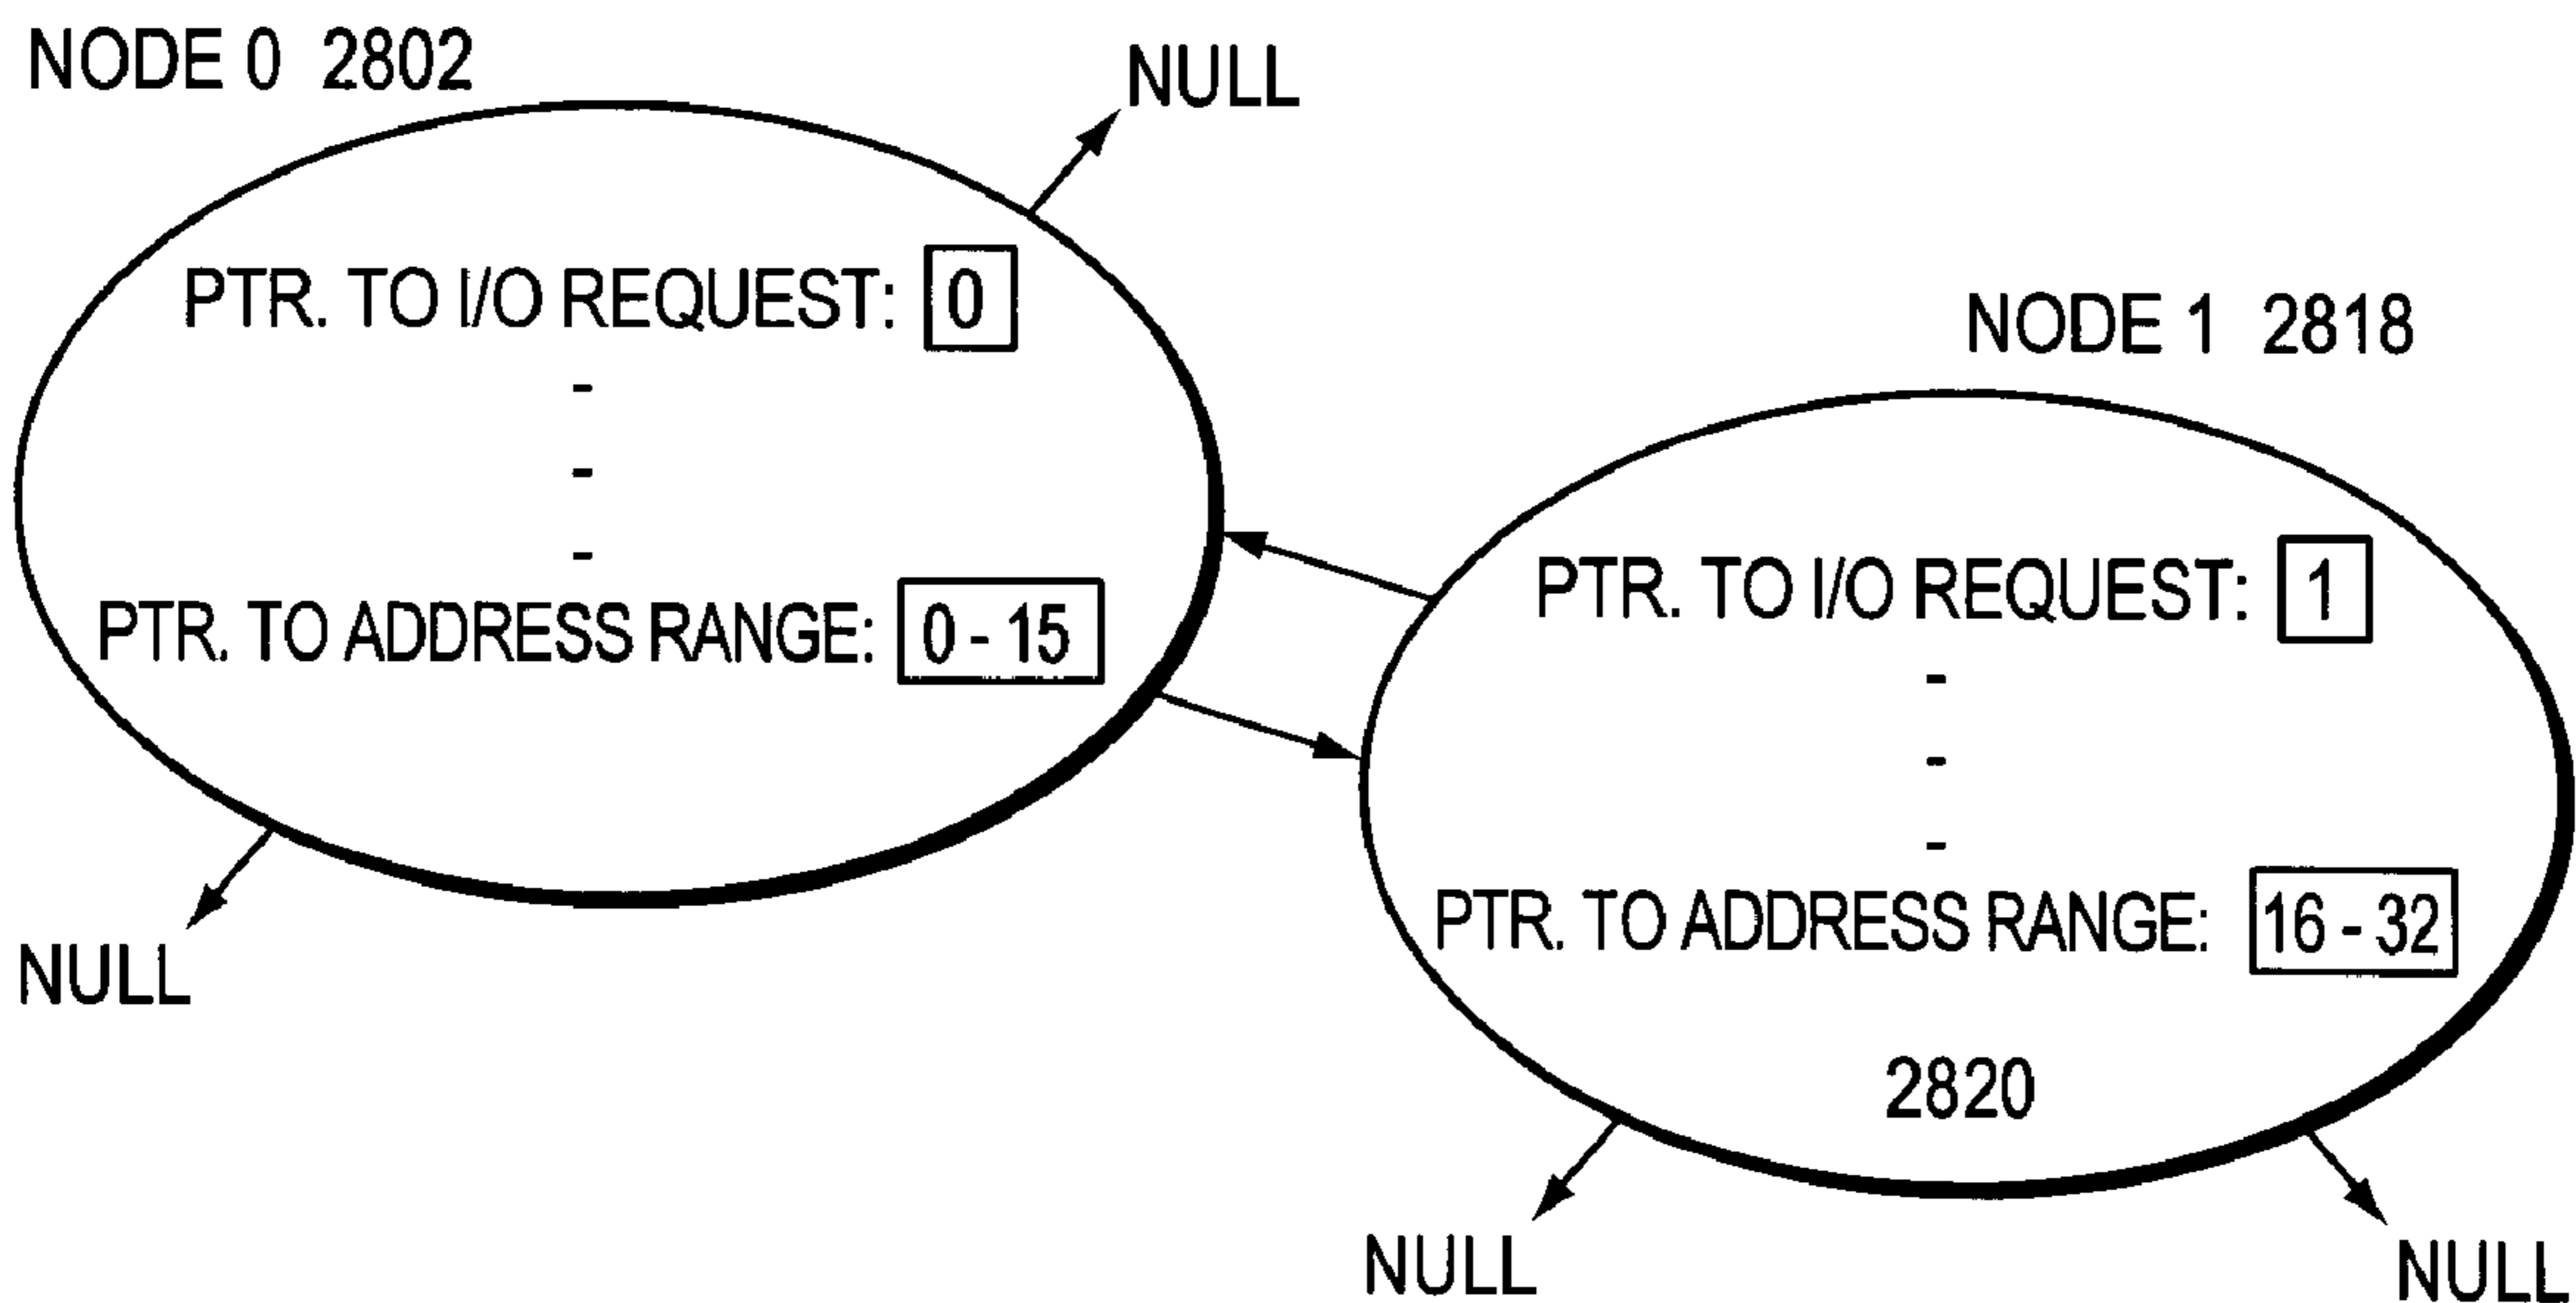 NODE 0 2802
NULL
PTR. TO I/O REQUEST: 0
-
-
-
PTR. TO ADDRESS RANGE: 0 - 15
NULL
NODE 1 2818
PTR. TO I/O REQUEST: 1
-
-
-
PTR. TO ADDRESS RANGE: 16 - 32
2820
NULL
NULL